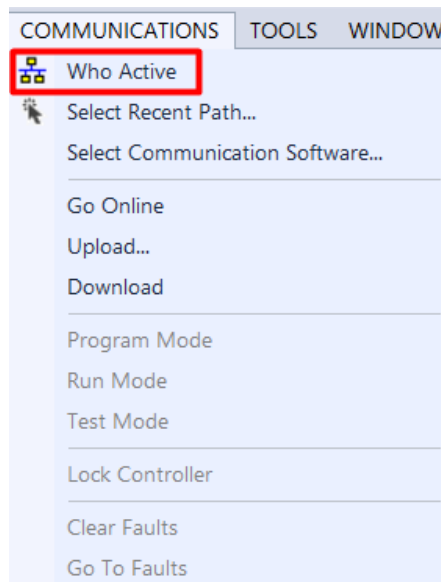 COMMUNICATIONS TOOLS WINDOW
Who Active
Select Recent Path...
Select Communication Software...
Go Online
Upload...
Download
Program Mode
Run Mode
Test Mode
Lock Controller
Clear Faults
Go To Faults